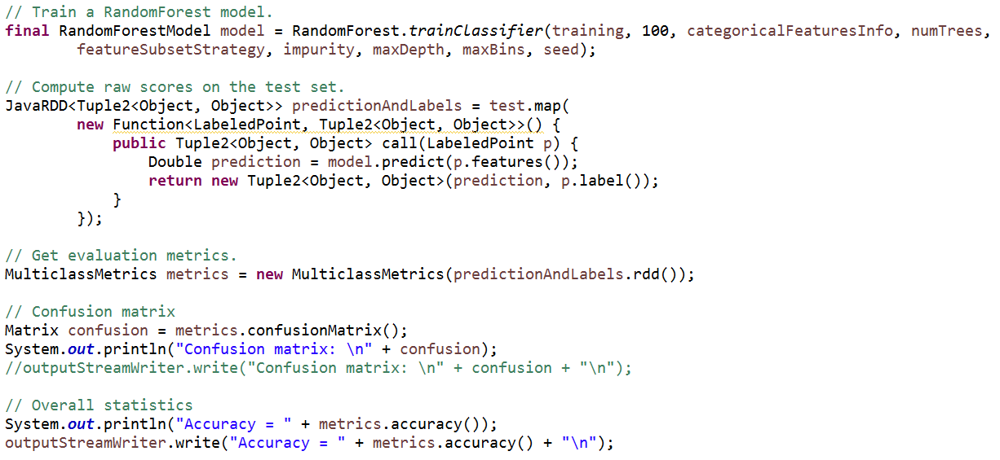 // Train a RandomForest model.
final RandomForestModel model = RandomForest.trainClassifier(training, 100, categoricalFeaturesInfo, numTrees,
        featureSubsetStrategy, impurity, maxDepth, maxBins, seed);

// Compute raw scores on the test set.
JavaRDD<Tuple2<Object, Object>> predictionAndLabels = test.map(
        new Function<LabeledPoint, Tuple2<Object, Object>>() {
            public Tuple2<Object, Object> call(LabeledPoint p) {
                Double prediction = model.predict(p.features());
                return new Tuple2<Object, Object>(prediction, p.label());
            }
        });

// Get evaluation metrics.
MulticlassMetrics metrics = new MulticlassMetrics(predictionAndLabels.rdd());

// Confusion matrix
Matrix confusion = metrics.confusionMatrix();
System.out.println("Confusion matrix: \n" + confusion);
//outputStreamWriter.write("Confusion matrix: \n" + confusion + "\n");

// Overall statistics
System.out.println("Accuracy = " + metrics.accuracy());
outputStreamWriter.write("Accuracy = " + metrics.accuracy() + "\n");